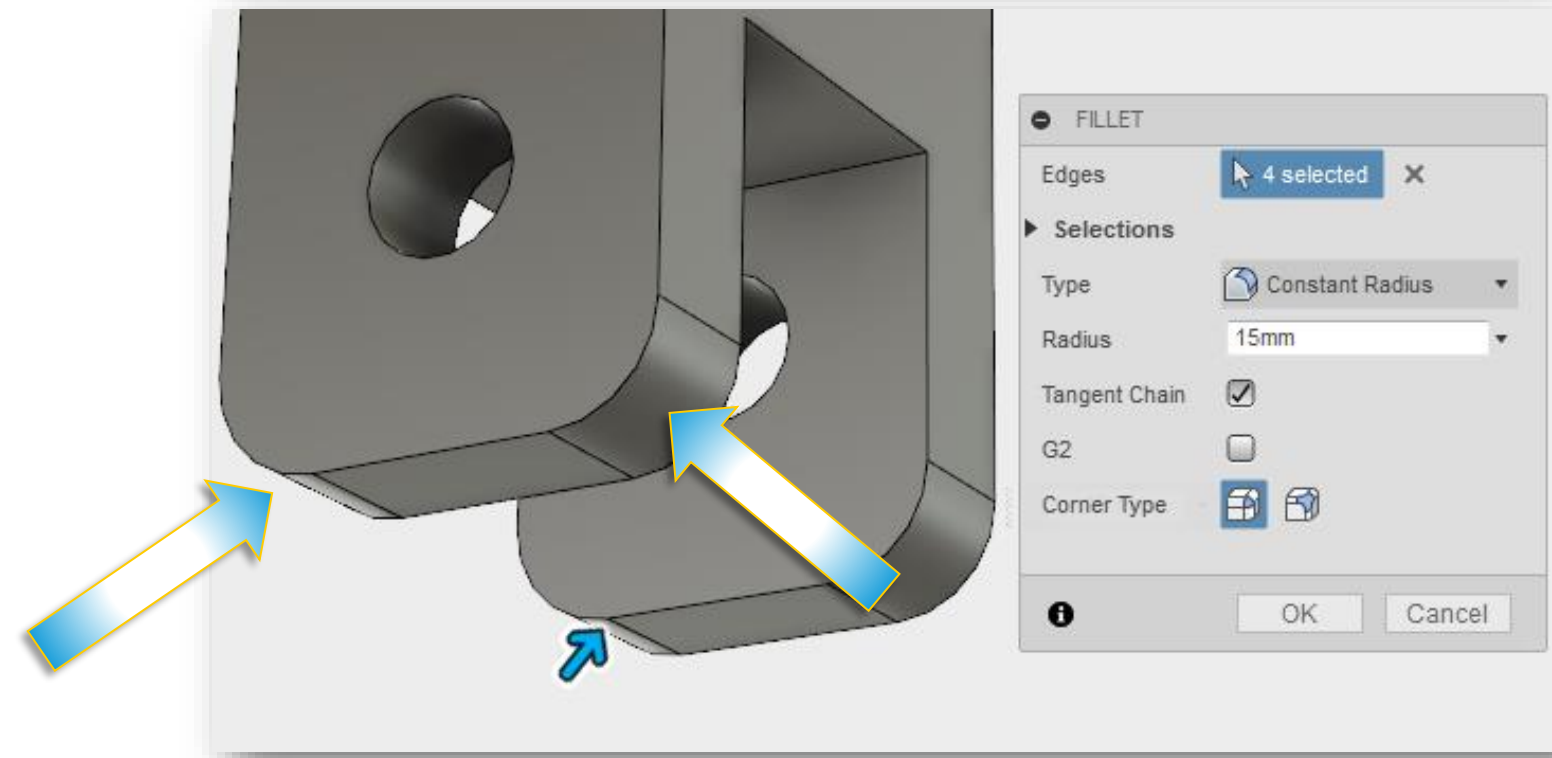 FILLET
Edges 4 selected
Selections
Type Constant Radius
Radius 15mm
Tangent Chain
G2
Corner Type
OK Cancel